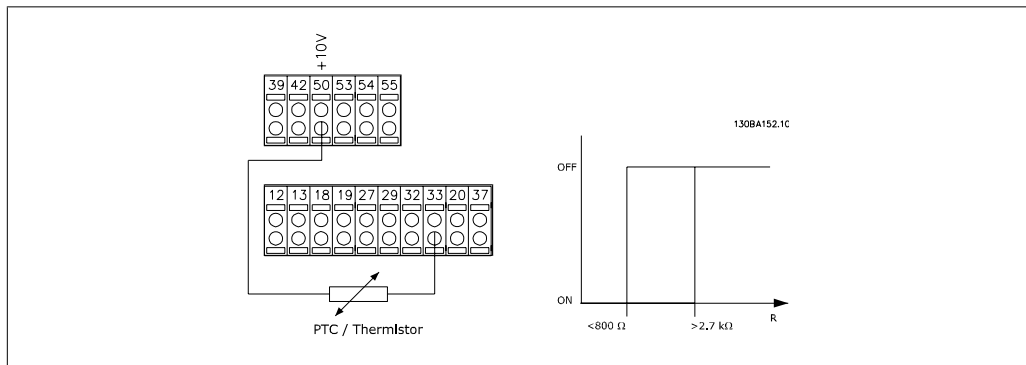 +10V
39 42 50 53 54 55
130BA152.10
OFF
12 13 18 19 27 29 32 33 20 37
ON
R
<800 Ω >2.7 kΩ
PTC / Thermistor